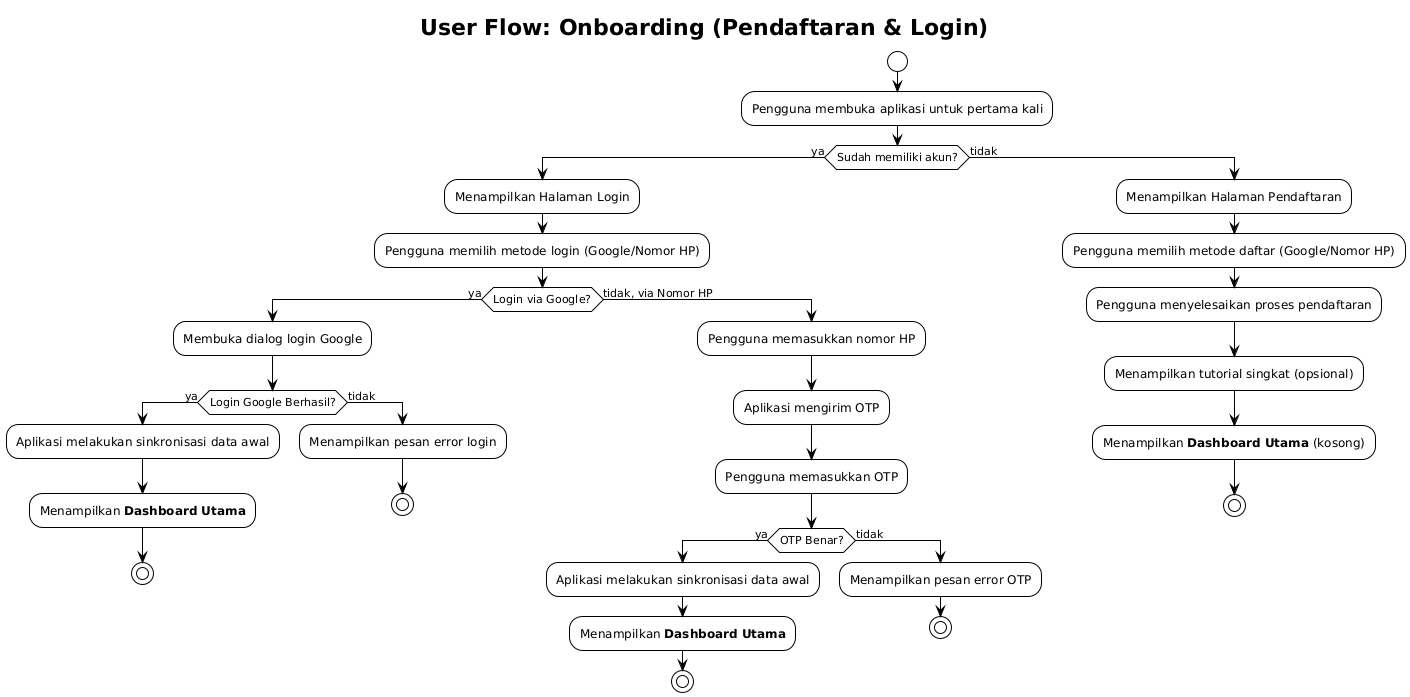 User Flow: Onboarding (Pendaftaran & Login)
Pengguna membuka aplikasi untuk pertama kali
ya
Sudah memiliki akun?
tidak
Menampilkan Halaman Login
Pengguna memilih metode login (Google/Nomor HP)
ya
Login via Google?
tidak, via Nomor HP
Membuka dialog login Google
ya
Login Google Berhasil?
tidak
Aplikasi melakukan sinkronisasi data awal
Menampilkan Dashboard Utama
Menampilkan pesan error login
Pengguna memasukkan nomor HP
Aplikasi mengirim OTP
Pengguna memasukkan OTP
ya
OTP Benar?
tidak
Aplikasi melakukan sinkronisasi data awal
Menampilkan Dashboard Utama
Menampilkan pesan error OTP
Menampilkan Halaman Pendaftaran
Pengguna memilih metode daftar (Google/Nomor HP)
Pengguna menyelesaikan proses pendaftaran
Menampilkan tutorial singkat (opsional)
Menampilkan Dashboard Utama (kosong)